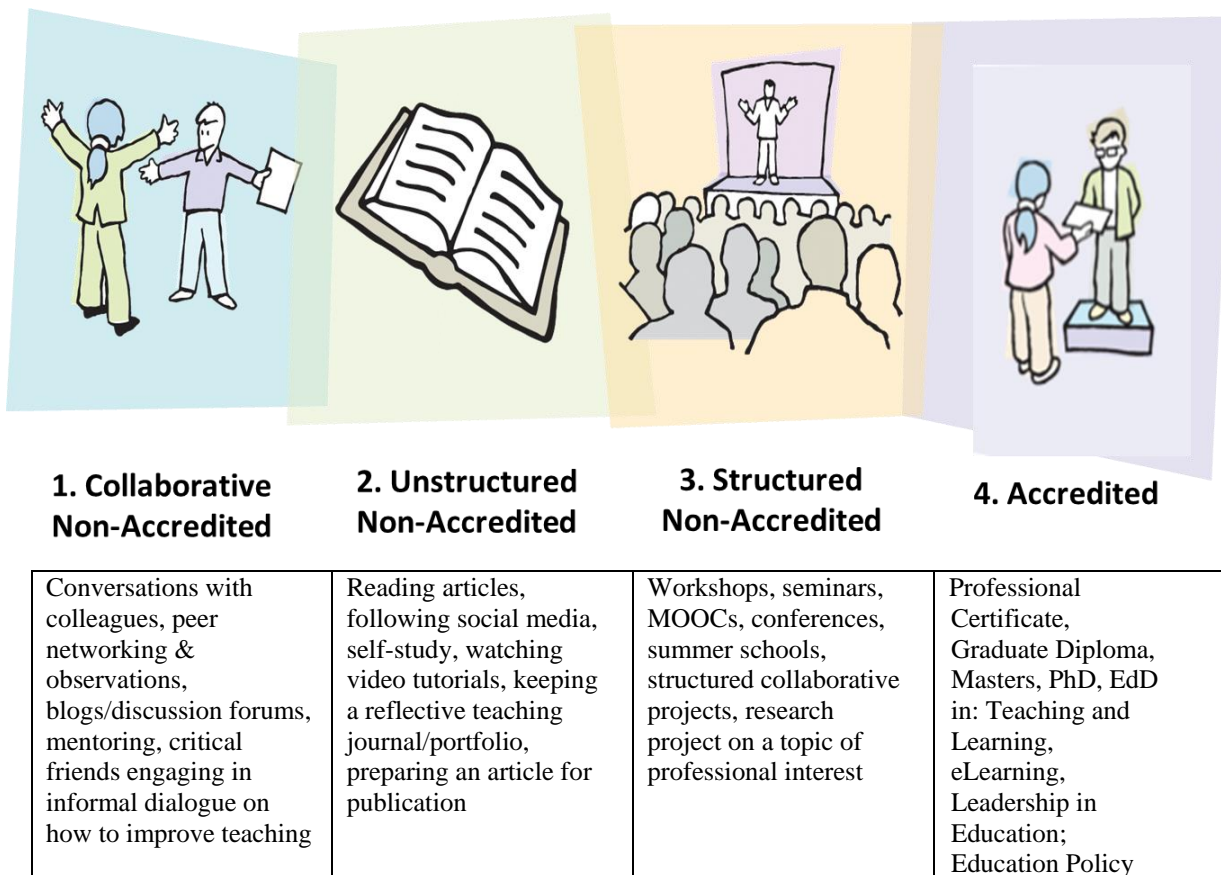 1. Collaborative
Non-Accredited
2. Unstructured
Non-Accredited
3. Structured
Non-Accredited
4. Accredited
Conversations with
colleagues, peer
networking &
observations,
blogs/discussion forums,
mentoring, critical
friends engaging in
informal dialogue on
how to improve teaching
Reading articles,
following social media,
self-study, watching
video tutorials, keeping
a reflective teaching
journal/portfolio,
preparing an article for
publication
Workshops, seminars,
MOOCs, conferences,
summer schools,
structured collaborative
projects, research
project on a topic of
professional interest
Professional
Certificate,
Graduate Diploma,
Masters, PhD, EdD
in: Teaching and
Learning,
eLearning,
Leadership in
Education;
Education Policy